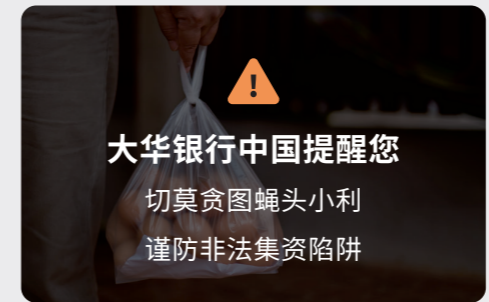 大华银行中国提醒您
切莫贪图蝇头小利
谨防非法集资陷阱